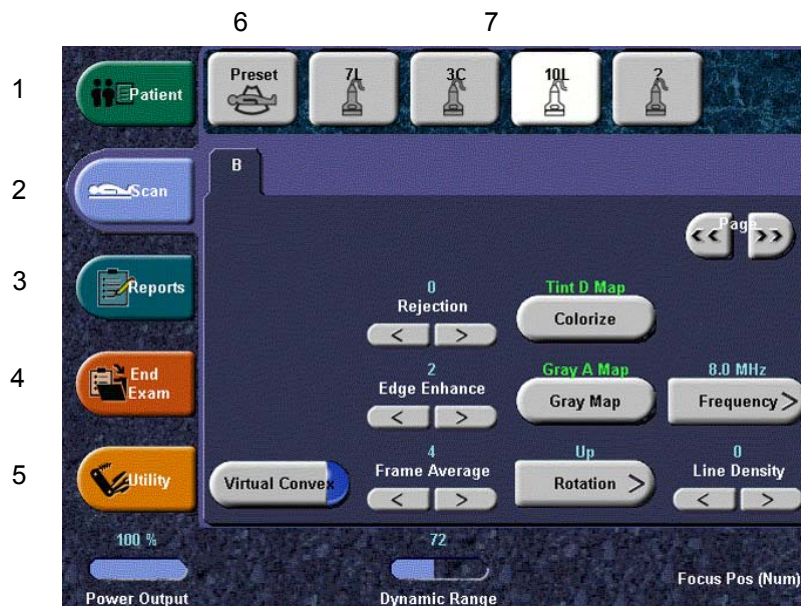 6 7
1
2
3
4
5
Patient
Scan
Reports
End
Exam
Utility
Preset
7L
3C
10L
?
B
Page
<< >>
0
Rejection
< >
Tint D Map
Colorize
2
Edge Enhance
< >
Gray A Map
Gray Map
8.0 MHz
Frequency >
Virtual Convex
4
Frame Average
< >
Up
Rotation >
0
Line Density
< >
100 %
Power Output
72
Dynamic Range
Focus Pos (Num)